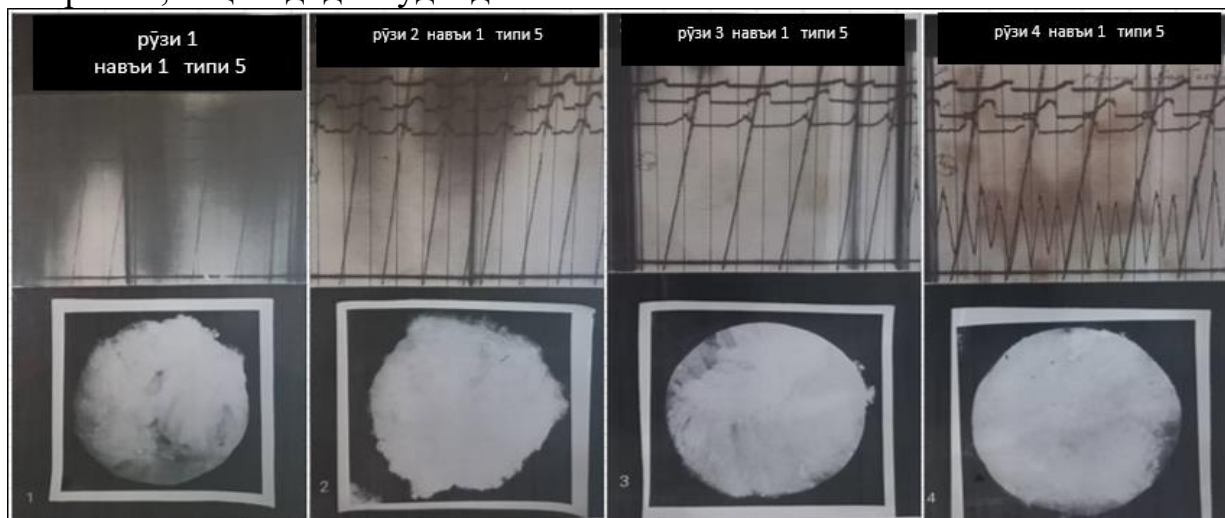 рӯзи 1
навъи 1 типи 5
рӯзи 2 навъи 1 типи 5
рӯзи 3 навъи 1 типи 5
рӯзи 4 навъи 1 типи 5
1
2
3
4